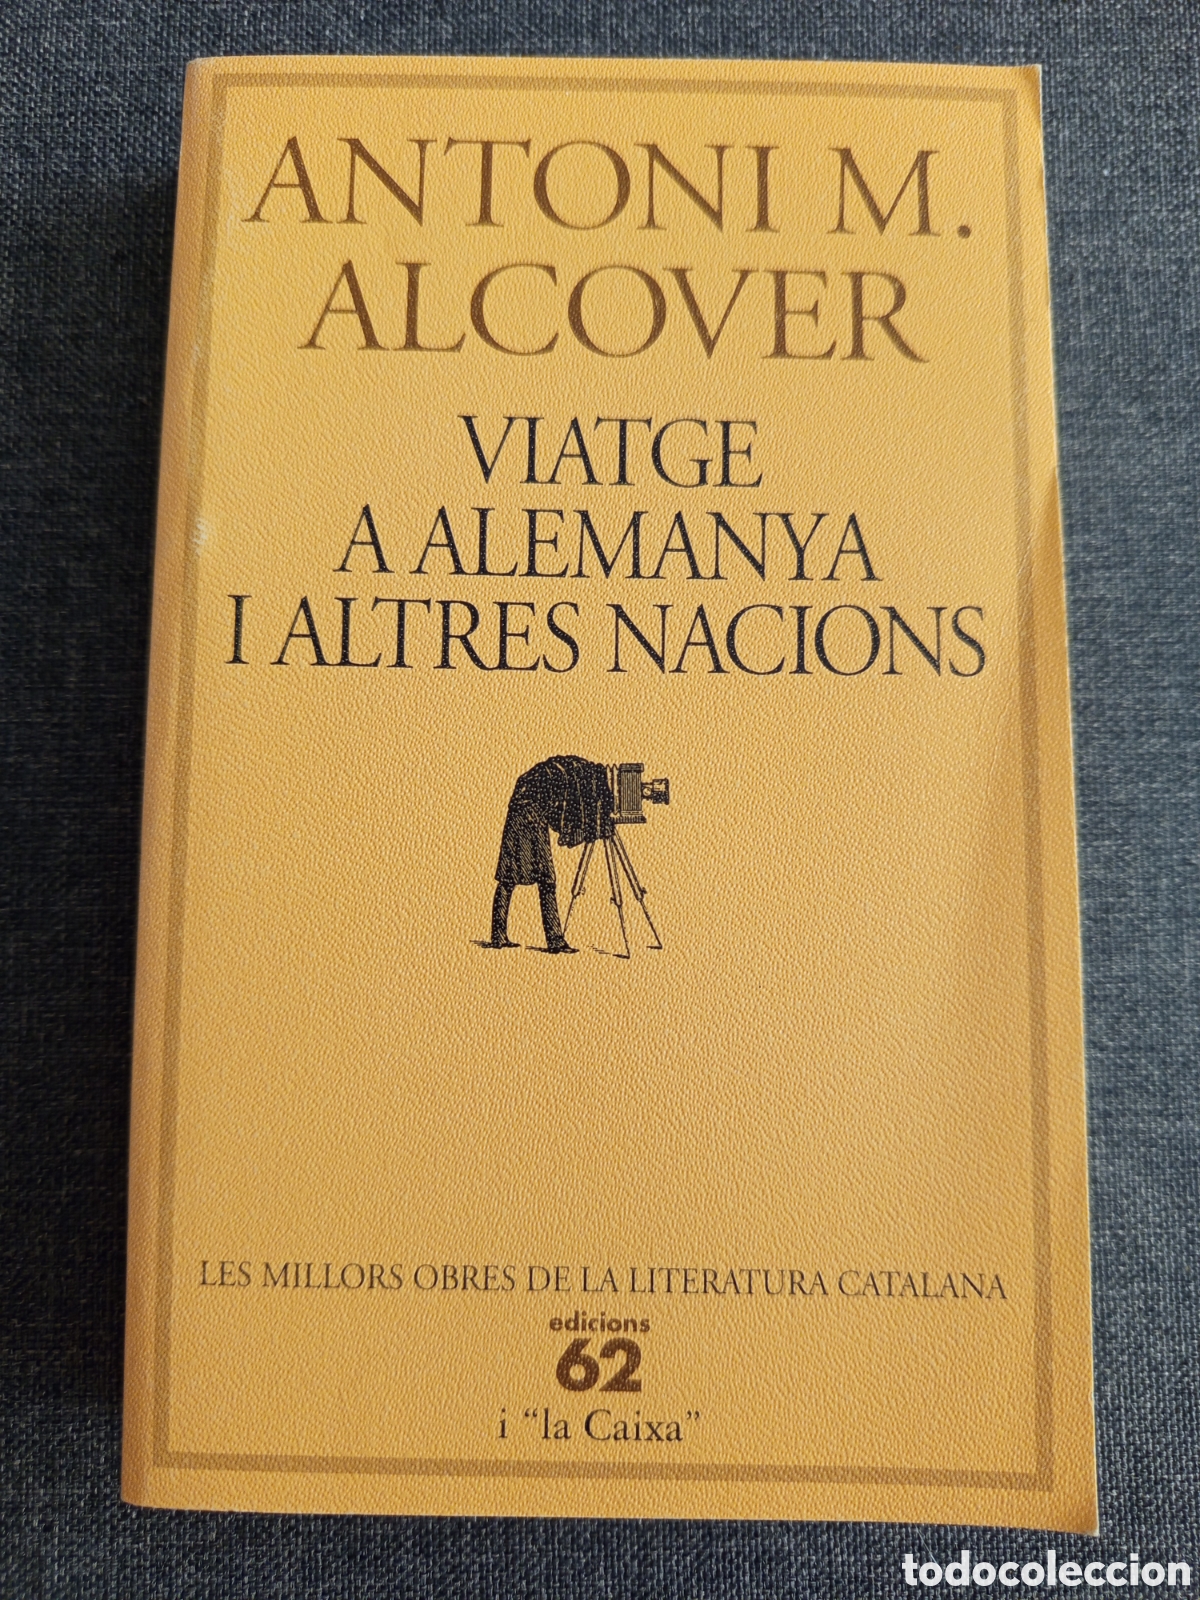 ANTONI M.
ALCOVER
VIATGE
A ALEMANYA
I ALTRES NACIONS
LES MILLORS OBRES DE LA LITERATURA CATALANA
edicions
62
i “la Caixa”
todocoleccion